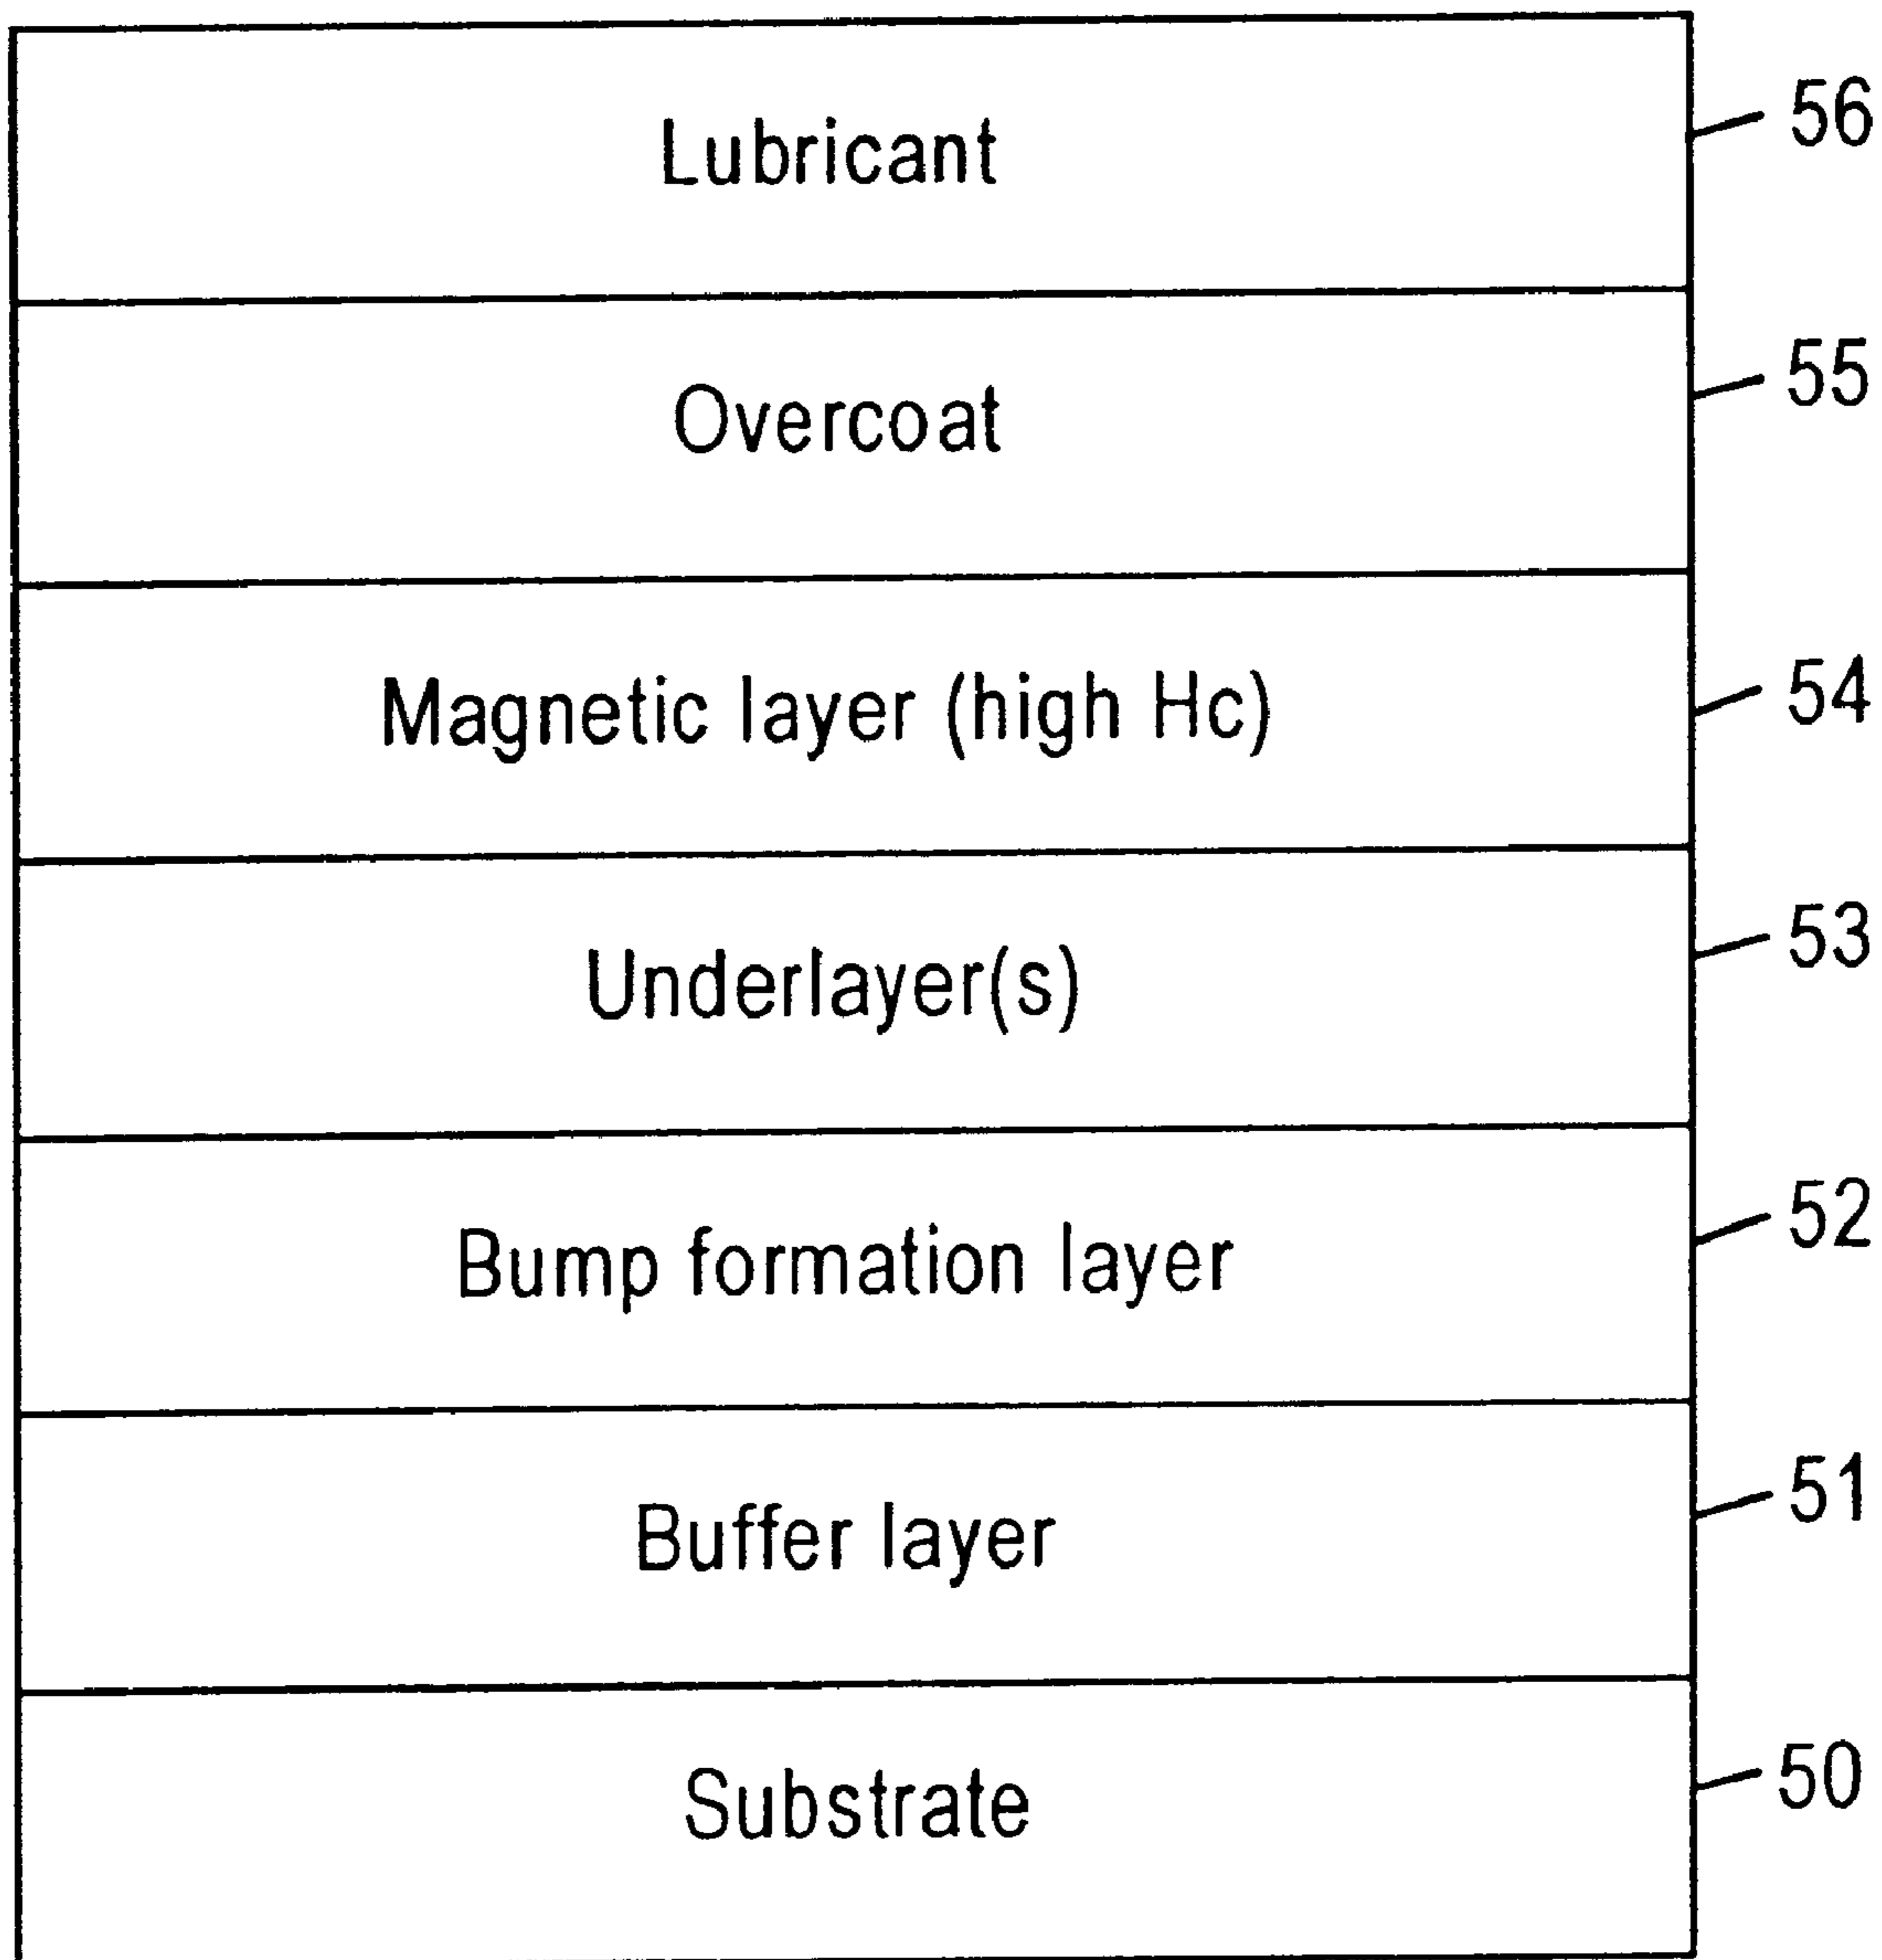 Lubricant 56
Overcoat 55
Magnetic layer (high Hc) 54
Underlayer(s) 53
Bump formation layer 52
Buffer layer 51
Substrate 50